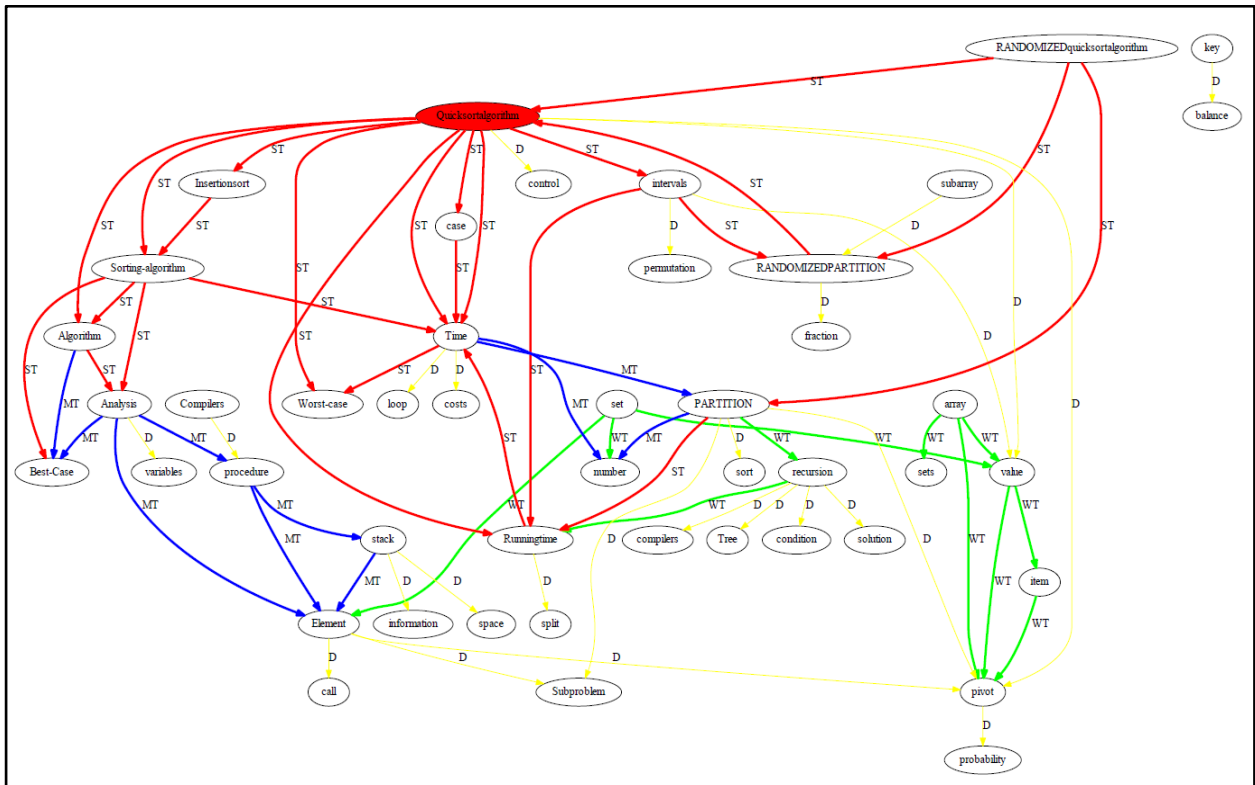 RANDOMIZEDquicksortalgorithm key
ST D
Quicksortalgorithm balance
ST ST ST ST D ST ST
Insertionsort control intervals subarray
ST ST ST ST case ST ST D ST D ST
Sorting-algorithm permutation RANDOMIZEDPARTITION
ST ST ST ST ST D D D
Algorithm Time fraction
ST MT ST ST ST D D MT ST D
Analysis Compilers Worst-case loop costs set PARTITION array
MT MT D D MT MT WT MT D WT WT WT WT
Best-Case variables procedure number sort recursion sets value
MT MT MT WT ST ST WT D D D D WT
stack Runningtime compilers Tree condition solution
MT D D D D D WT WT item
Element information space split WT
D D D
call Subproblem pivot
D
probability